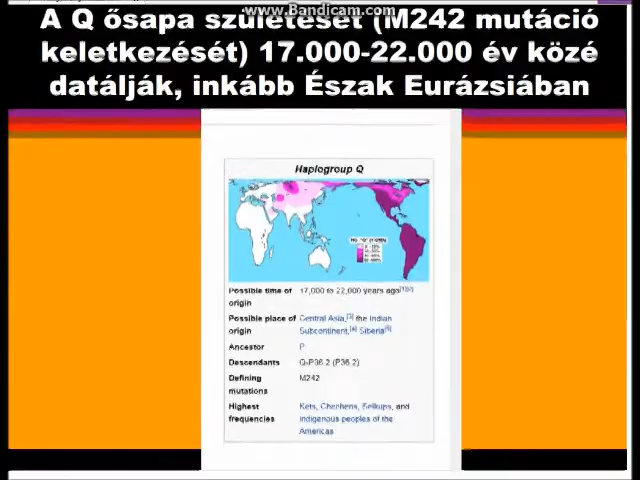 www.Bandicam.com
A Q ősapa születését (M242 mutáció
keletkezését) 17.000-22.000 év közé
datálják, inkább Észak Eurázsiában
Haplogroup Q
Possible time of 17,000 to 22,000 years ago
origin
Possible place of Central Asia,[3] the Indian
origin Subcontinent,[4] Siberia[5]
Ancestor P
Descendants Q-P36.2 (P36.2)
Defining M242
mutations
Highest Kets, Chechens, Selkups, and
frequencies indigenous peoples of the
Americas